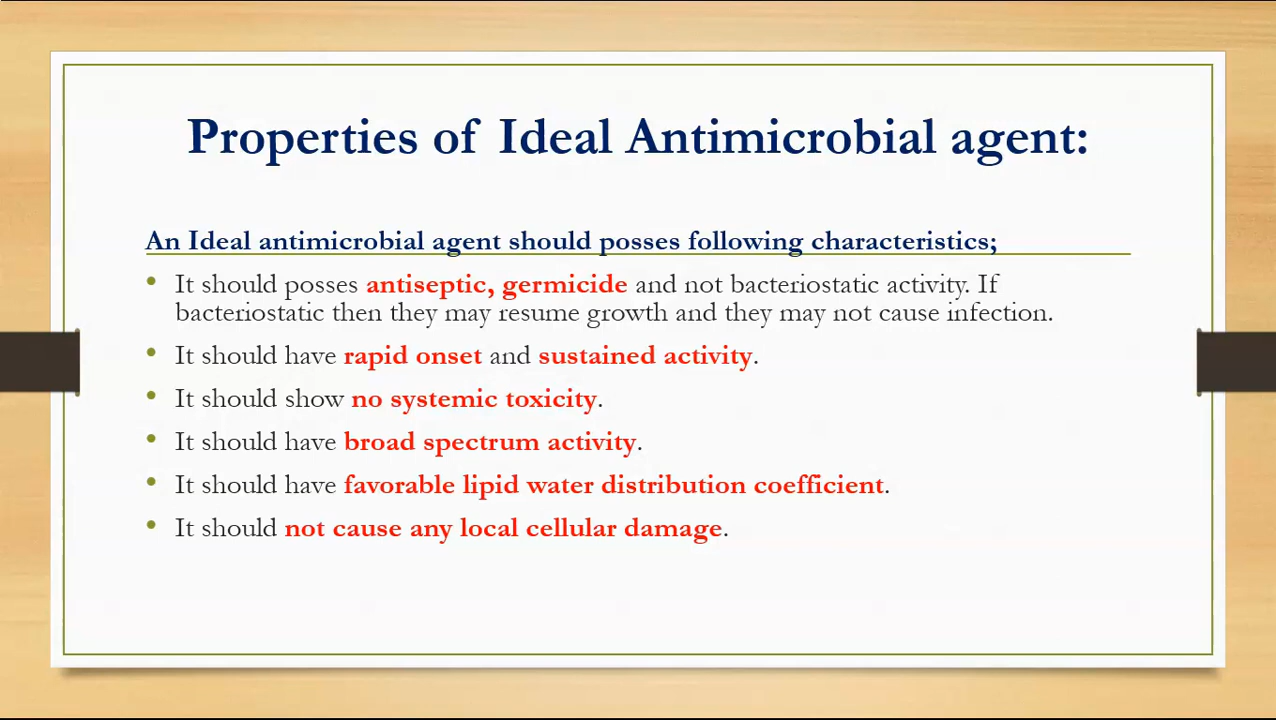 Properties of Ideal Antimicrobial agent:
An Ideal antimicrobial agent should posses following characteristics;
• It should posses antiseptic, germicide and not bacteriostatic activity. If
bacteriostatic then they may resume growth and they may not cause infection.
• It should have rapid onset and sustained activity.
• It should show no systemic toxicity.
• It should have broad spectrum activity.
• It should have favorable lipid water distribution coefficient.
• It should not cause any local cellular damage.